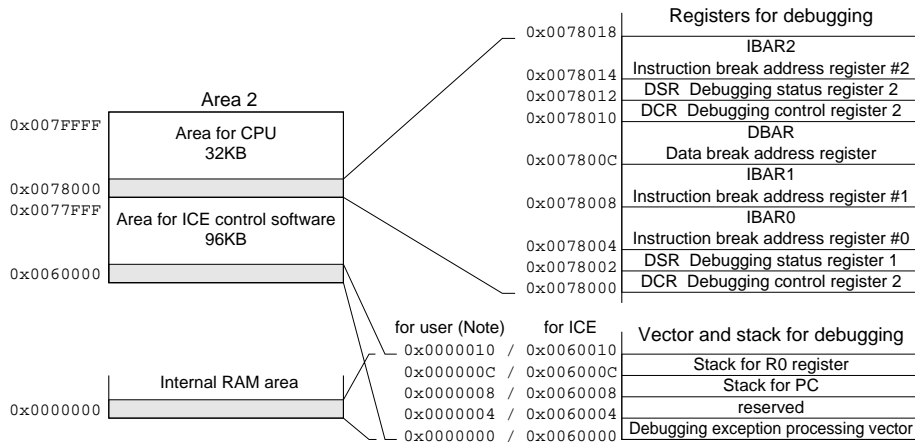 Area 2
0x007FFFF
Area for CPU
32KB
0x0078000
0x0077FFF
Area for ICE control software
96KB
0x0060000
Internal RAM area
0x0000000
Registers for debugging
0x0078018
IBAR2
Instruction break address register #2
0x0078014
DSR Debugging status register 2
0x0078012
DCR Debugging control register 2
0x0078010
DBAR
Data break address register
0x007800C
IBAR1
Instruction break address register #1
0x0078008
IBAR0
Instruction break address register #0
0x0078004
DSR Debugging status register 1
0x0078002
DCR Debugging control register 2
0x0078000
for user (Note) for ICE Vector and stack for debugging
0x0000010 / 0x0060010
Stack for R0 register
0x000000C / 0x006000C
Stack for PC
0x0000008 / 0x0060008
reserved
0x0000004 / 0x0060004
Debugging exception processing vector
0x0000000 / 0x0060000